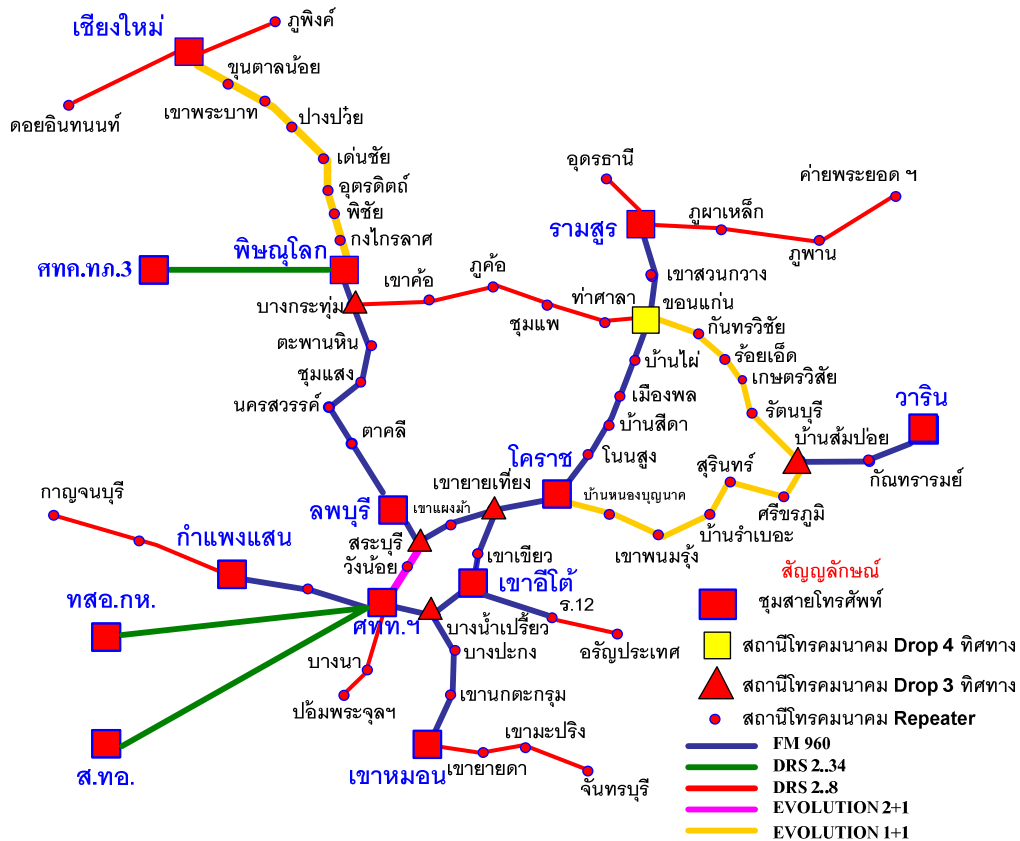 ภูพิงค์
เชียงใหม่
ขุนตาลน้อย
เขาพระบาท
ดอยอินทนนท์
ปางป๋วย
เด่นชัย
อุตรดิตถ์
พิชัย
กงไกรลาศ
พิษณุโลก
ศทค.ทภ.3
บางกระทุ่ม
เขาค้อ
ภูค้อ
ชุมแพ
ท่าศาลา
อุดรธานี
ค่ายพระยอด ฯ
ภูผาเหล็ก
รามสูร
ภูพาน
เขาสวนกวาง
ขอนแก่น
กันทรวิชัย
ร้อยเอ็ด
เกษตรวิสัย
รัตนบุรี
วาริน
บ้านส้มป่อย
กัณทรารมย์
ตะพานหิน
ชุมแสง
นครสวรรค์
ตาคลี
บ้านไผ่
เมืองพล
บ้านสีดา
โนนสูง
โคราช
เขายายเที่ยง
สุรินทร์
ศรีขรภูมิ
บ้านหนองบุญนาค
บ้านรำเบอะ
เขาพนมรุ้ง
กาญจนบุรี
ลพบุรี
เขาแผงม้า
สระบุรี
วังน้อย
กำแพงแสน
เขาเขียว
เขาอีโต้
ทสอ.กห.
ศทท.ฯ
บางน้ำเปรี้ยว
ร.12
อรัญประเทศ
บางปะกง
บางนา
ป้อมพระจุลฯ
เขานกตะกรุม
ส.ทอ.
เขาหมอน
เขายายดา
เขามะปริง
จันทรบุรี
สัญญลักษณ์
ชุมสายโทรศัพท์
สถานีโทรคมนาคม Drop 4 ทิศทาง
สถานีโทรคมนาคม Drop 3 ทิศทาง
สถานีโทรคมนาคม Repeater
FM 960
DRS 2..34
DRS 2..8
EVOLUTION 2+1
EVOLUTION 1+1